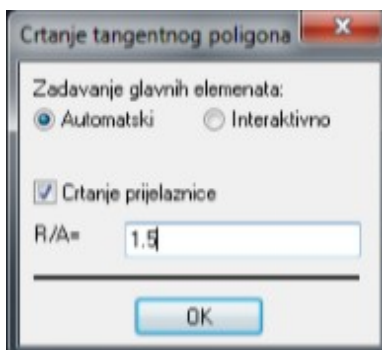 Crtanje tangentnog poligona
Zadavanje glavnih elemenata:
Automatski Interaktivno
Crtanje prijelaznice
R/A= 1.5
OK